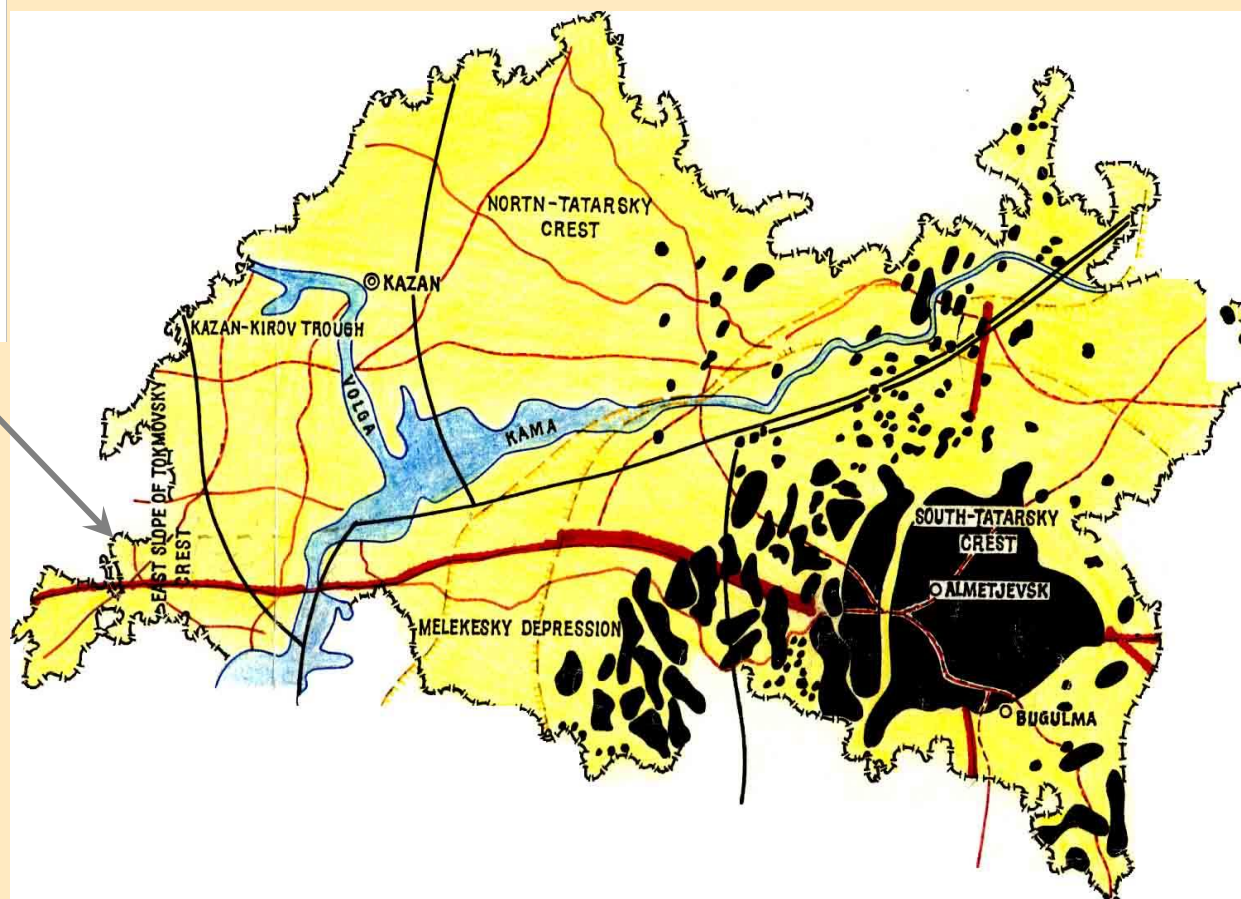 NORTN-TATARSKY
CREST
KAZAN
KAZAN-KIROV TROUGH
VOLGA
KAMA
EAST SLOPE OF TOKMOVSKY
CREST
SOUTH-TATARSKY
CREST
ALMETJEVSK
MELEKESKY DEPRESSION
BUGULMA